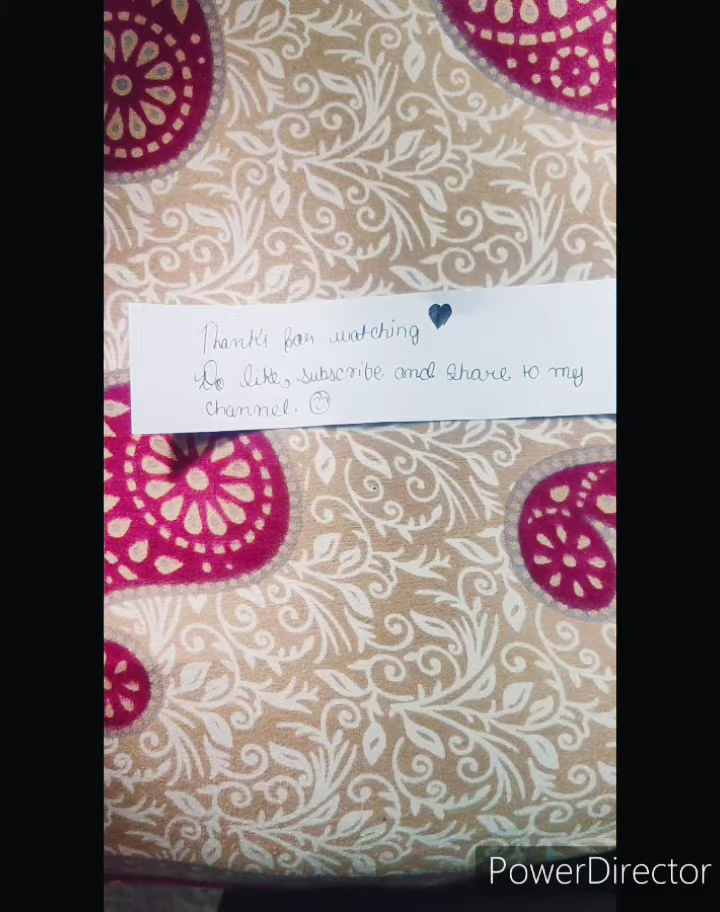 Thank's for watching ♥
Do like, subscribe and share to my
channel. ☺
PowerDirector